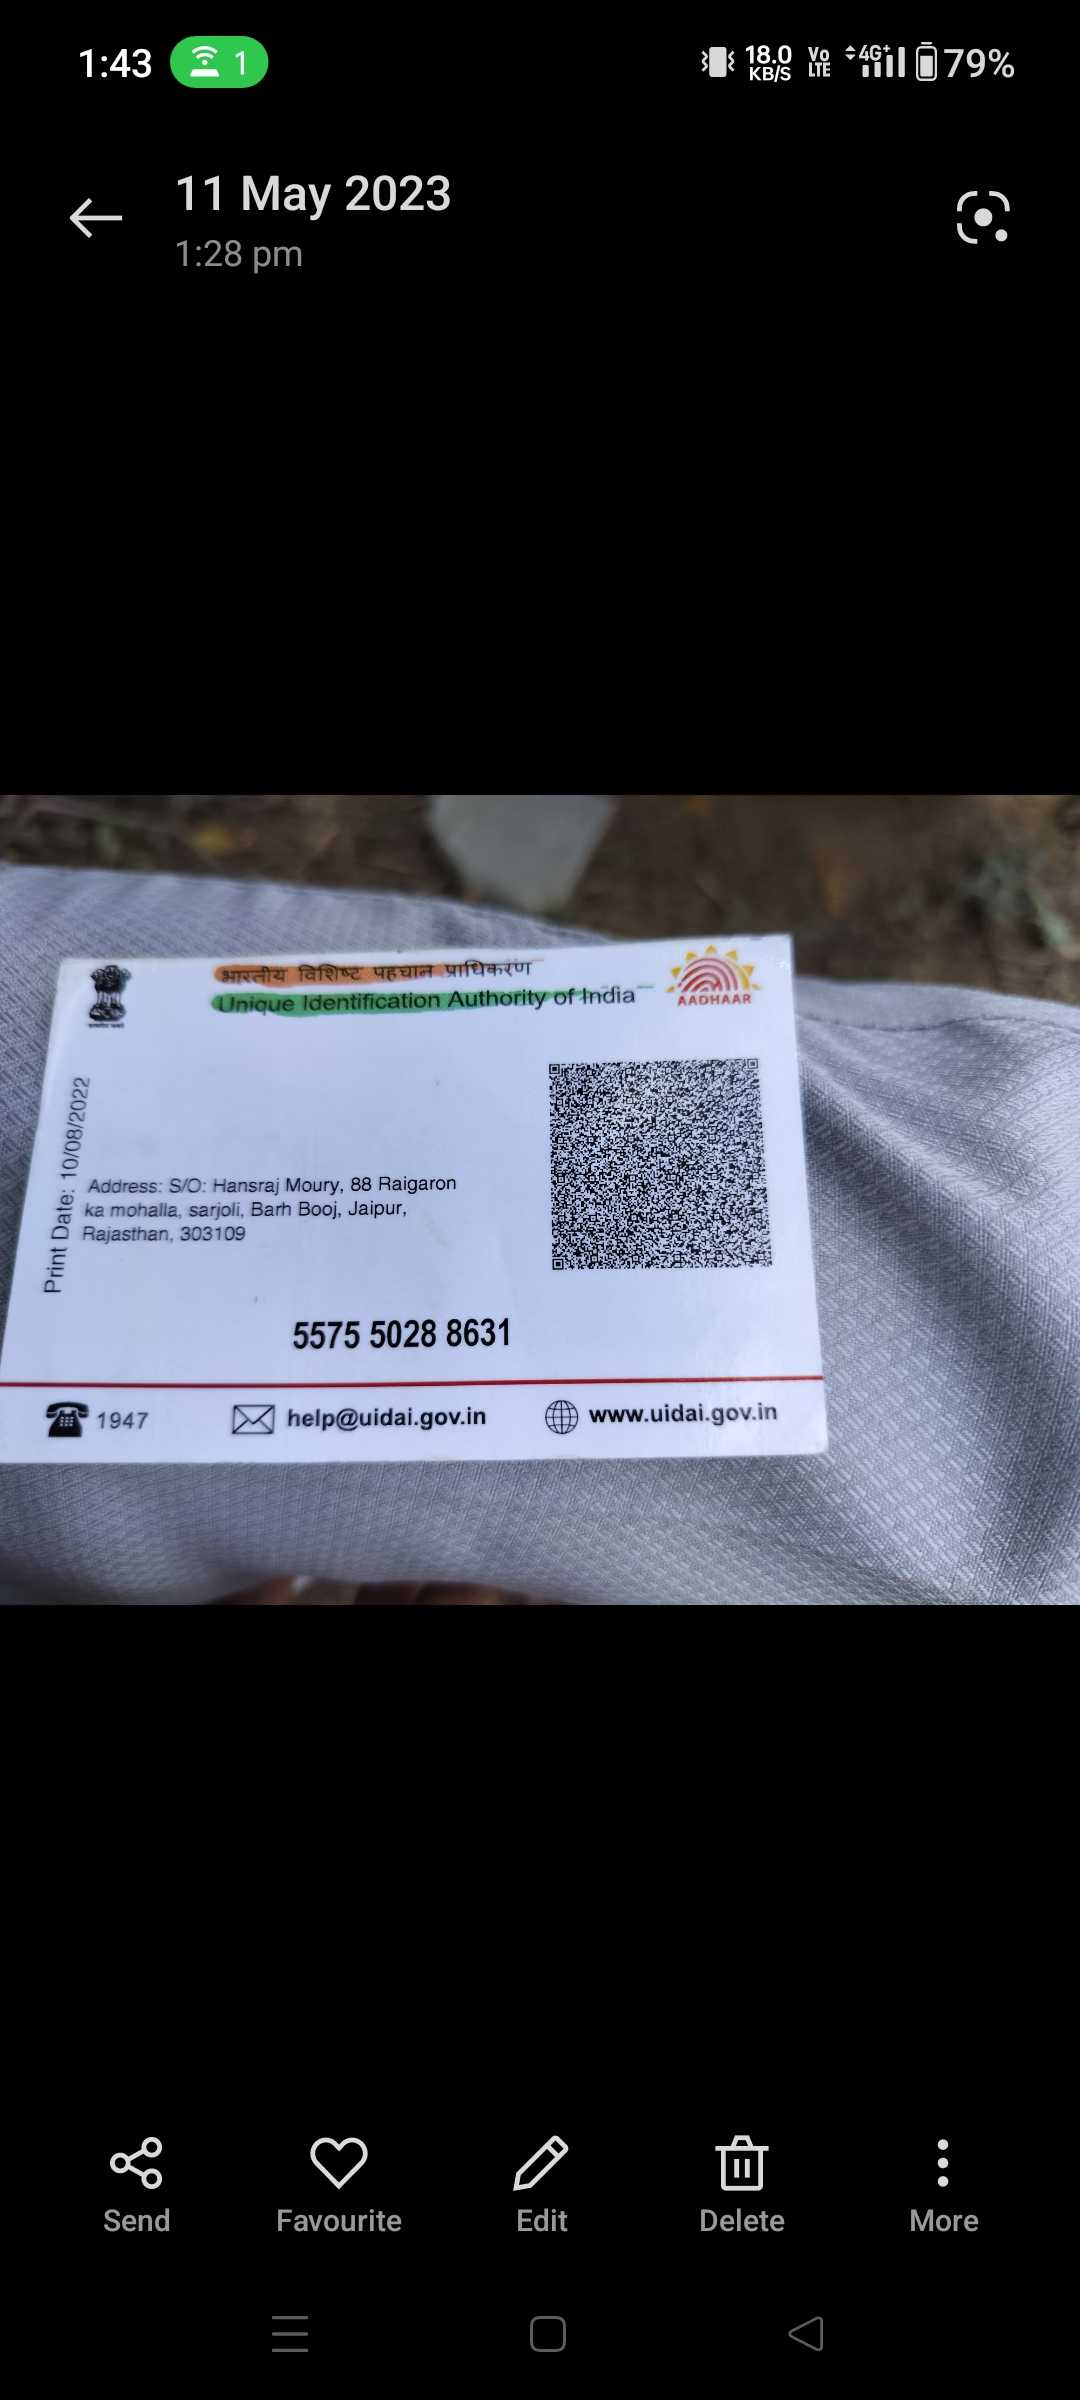 1:43
1
18.0
KB/S
Vo
LTE
4G+
79%
11 May 2023
1:28 pm
भारतीय विशिष्ट पहचान प्राधिकरण
Unique Identification Authority of India
AADHAAR
Print Date: 10/08/2022
Address: S/O: Hansraj Moury, 88 Raigaron
ka mohalla, sarjoli, Barh Booj, Jaipur,
Rajasthan, 303109
5575 5028 8631
1947
help@uidai.gov.in
www.uidai.gov.in
Send
Favourite
Edit
Delete
More